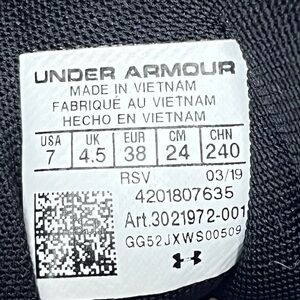 UNDER ARMOUR
MADE IN VIETNAM
FABRIQUÉ AU VIETNAM
HECHO EN VIETNAM
USA UK EUR CM CHN
7 4.5 38 24 240
RSV 03/19
4201807635
Art.3021972-001
GG52JXWS00509